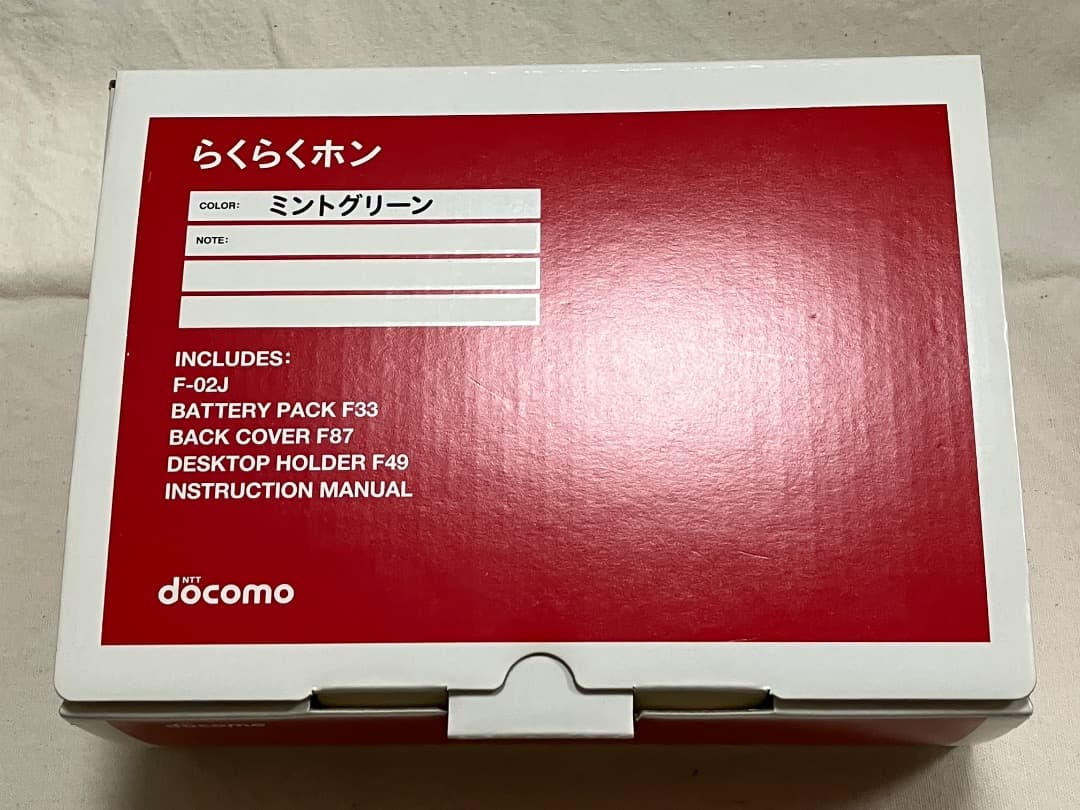 らくらくホン
COLOR: ミントグリーン
NOTE:
INCLUDES:
F-02J
BATTERY PACK F33
BACK COVER F87
DESKTOP HOLDER F49
INSTRUCTION MANUAL
NTT
docomo
docomo